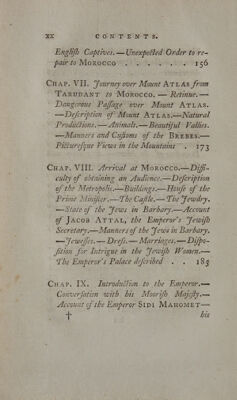 xx CONTENTS.
Engliſh Captives.—Unexpected Order to re-
pair to MOROCCO . . . . . . 156
CHAP. VII. Journey over Mount ATLAS from
TARUDANT to MOROCCO. — Retinue.—
Dangerous Paſſage over Mount ATLAS.
—Deſcription of Mount ATLAS.—Natural
Productions.—Animals.—Beautiful Vallies.
—Manners and Cuſtoms of the BREBES.—
Pictureſque Views in the Mountains . 173
CHAP. VIII. Arrival at MOROCCO.—Diffi-
culty of obtaining an Audience.—Deſcription
of the Metropolis.—Buildings.—Houſe of the
Prime Miniſter.—The Caſtle.—The Jewdry.
—State of the Jews in Barbary.—Account
of JACOB ATTAL, the Emperor's Jewiſh
Secretary.—Manners of the Jews in Barbary.
—Jeweſſes.—Dreſs.—Marriages.—Diſpo-
ſition for Intrigue in the Jewiſh Women.—
The Emperor's Palace deſcribed . . 185
CHAP. IX. Introduction to the Emperor.—
Converſation with his Mooriſh Majeſty.—
Account of the Emperor SIDI MAHOMET—
† his